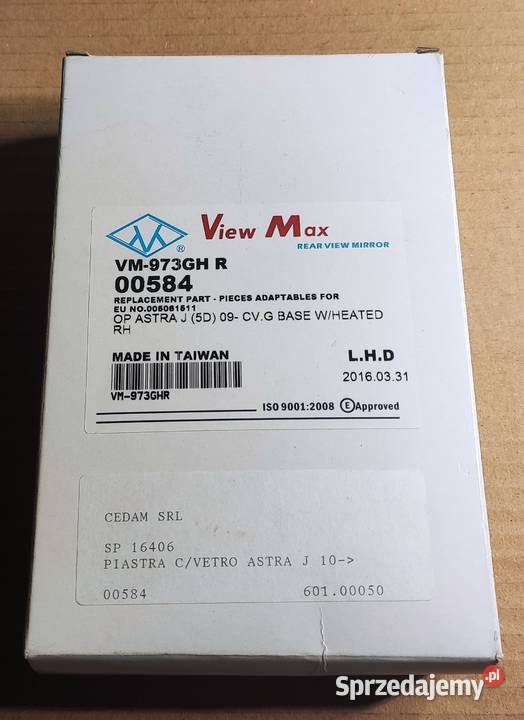 View Max
REAR VIEW MIRROR
VM-973GH R
00584
REPLACEMENT PART - PIECES ADAPTABLES FOR
EU NO.005061511
OP ASTRA J (5D) 09- CV.G BASE W/HEATED
RH
MADE IN TAIWAN
L.H.D
2016.03.31
VM-973GHR
ISO 9001:2008 E Approved
CEDAM SRL
SP 16406
PIASTRA C/VETRO ASTRA J 10->
00584 601.00050
Sprzedajemy.pl